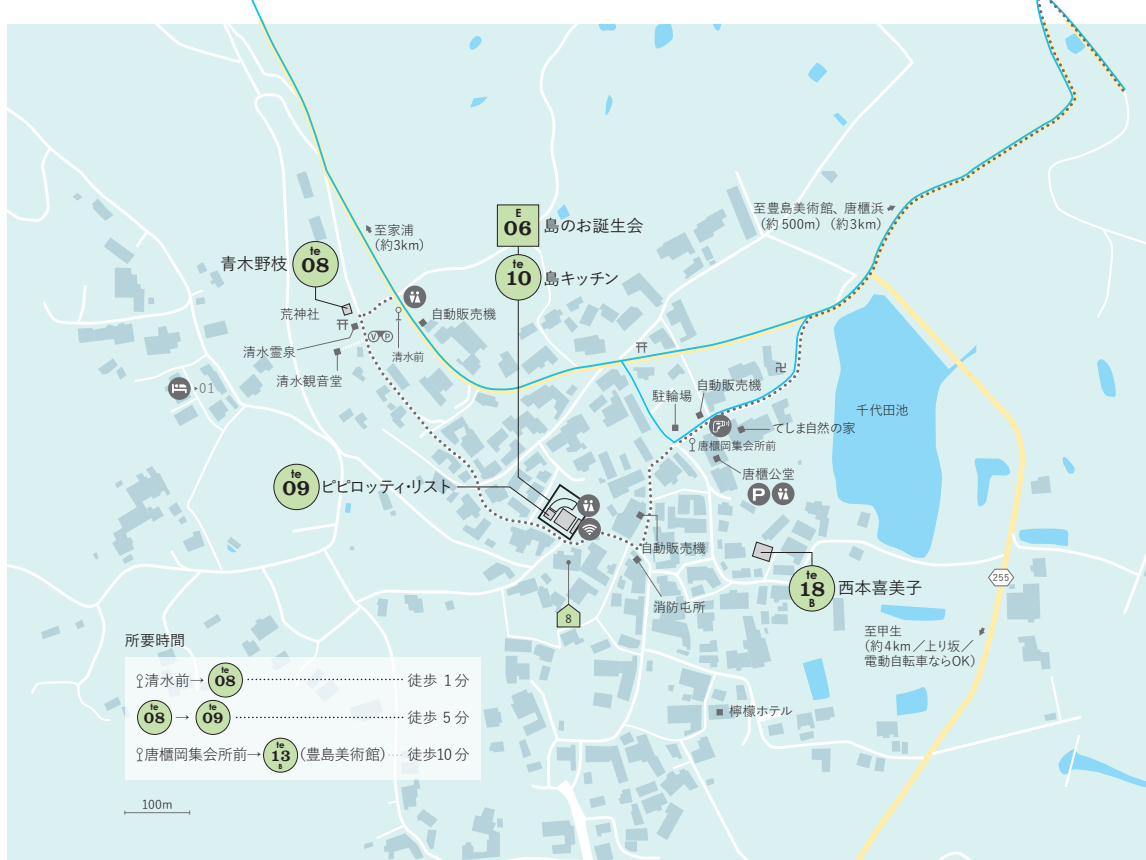 至豊島美術館、唐櫃浜
(約500m)(約3km)
至家浦
(約3km)
E
06
島のお誕生会
te
10
島キッチン
青木野枝
te
08
荒神社
清水霊泉
清水観音堂
V P
清水前
自動販売機
01
駐輪場
自動販売機
千代田池
てしま自然の家
唐櫃岡集会所前
唐櫃公堂
P
te
09
ピピロッティ・リスト
自動販売機
消防屯所
te
18
B
西本喜美子
255
8
至甲生
(約4km／上り坂／
電動自転車ならOK)
檸檬ホテル
所要時間
清水前→te 08 徒歩 1分
te 08→te 09 徒歩 5分
唐櫃岡集会所前→te 13 B(豊島美術館) 徒歩10分
100m